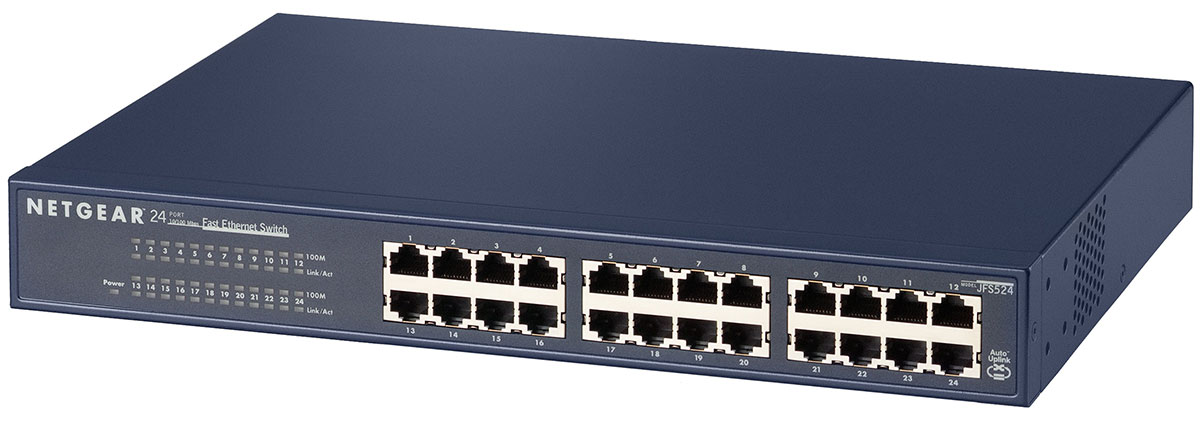 NETGEAR 24 PORT 10/100 Mbps Fast Ethernet Switch
1 2 3 4 5 6 7 8 9 10 11 12 100M
Link/Act
Power 13 14 15 16 17 18 19 20 21 22 23 24 100M
Link/Act
1 2 3 4
13 14 15 16
5 6 7 8
17 18 19 20
9 10 11 12
MODEL JFS524
21 22 23 24
Auto
Uplink